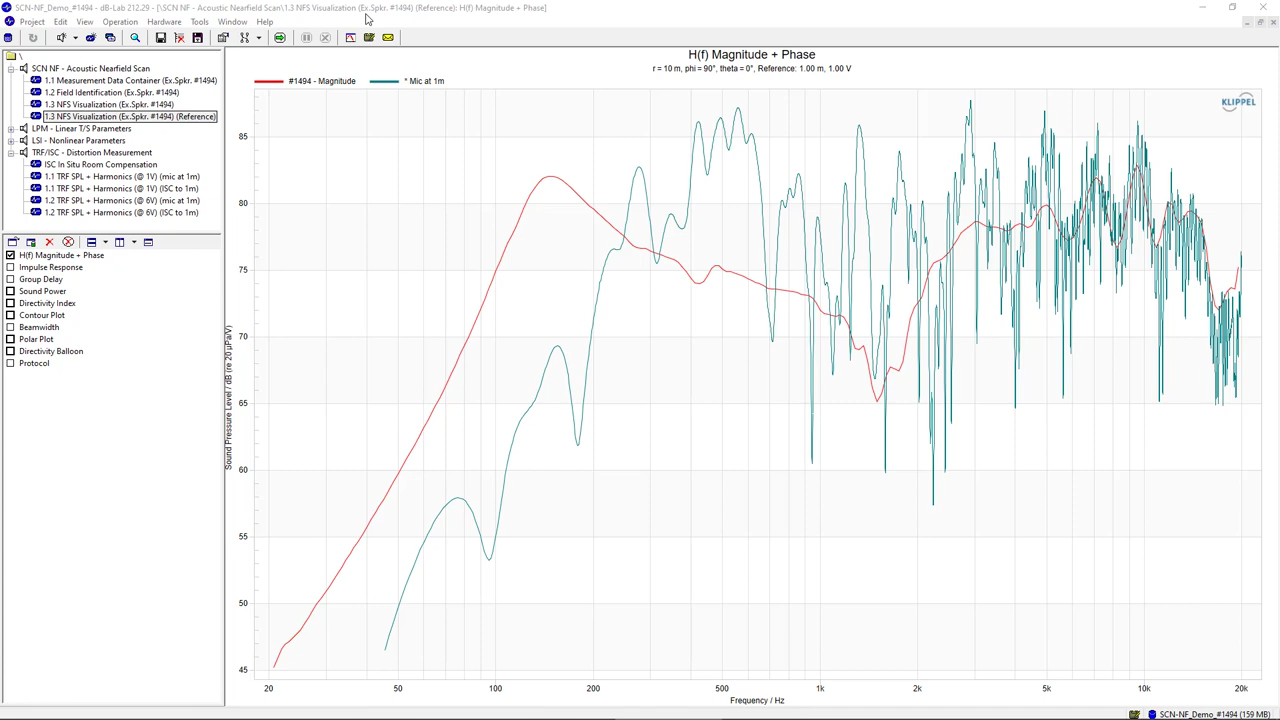 SCN-NF_Demo_#1494 - dB-Lab 212.29 - [\SCN NF - Acoustic Nearfield Scan\1.3 NFS Visualization (Ex.Spkr. #1494) (Reference): H(f) Magnitude + Phase]
Project Edit View Operation Hardware Tools Window Help
\
SCN NF - Acoustic Nearfield Scan
1.1 Measurement Data Container (Ex.Spkr. #1494)
1.2 Field Identification (Ex.Spkr. #1494)
1.3 NFS Visualization (Ex.Spkr. #1494)
1.3 NFS Visualization (Ex.Spkr. #1494) (Reference)
LPM - Linear T/S Parameters
LSI - Nonlinear Parameters
TRF/ISC - Distortion Measurement
ISC In Situ Room Compensation
1.1 TRF SPL + Harmonics (@ 1V) (mic at 1m)
1.1 TRF SPL + Harmonics (@ 1V) (ISC to 1m)
1.2 TRF SPL + Harmonics (@ 6V) (mic at 1m)
1.2 TRF SPL + Harmonics (@ 6V) (ISC to 1m)
H(f) Magnitude + Phase
Impulse Response
Group Delay
Sound Power
Directivity Index
Contour Plot
Beamwidth
Polar Plot
Directivity Balloon
Protocol
H(f) Magnitude + Phase
r = 10 m, phi = 90°, theta = 0°, Reference: 1.00 m, 1.00 V
#1494 - Magnitude * Mic at 1m
KLIPPEL
Sound Pressure Level / dB (re 20 µPa/V)
85
80
75
70
65
60
55
50
45
20 50 100 200 500 1k 2k 5k 10k 20k
Frequency / Hz
SCN-NF_Demo_#1494 (159 MB)